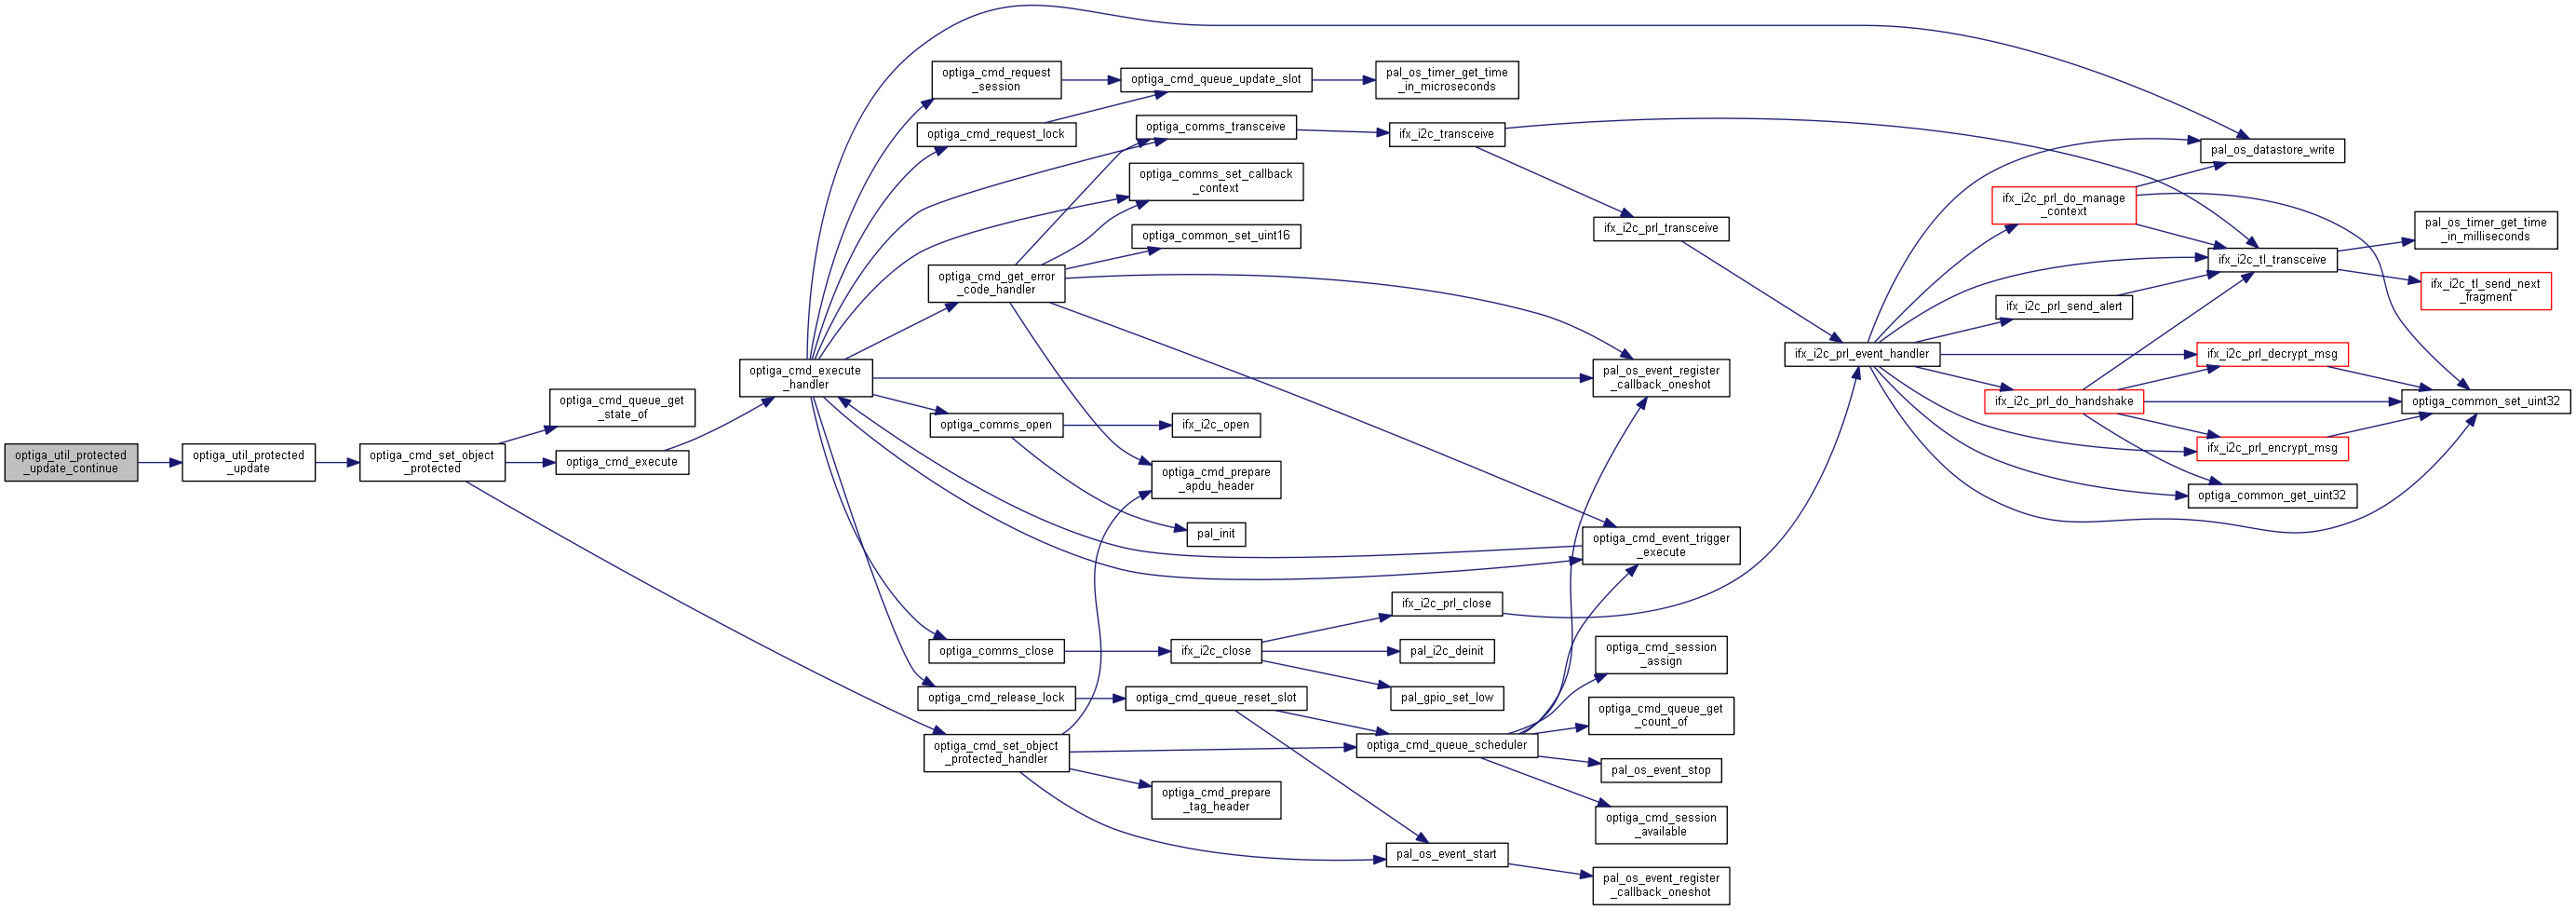 optiga_util_protected
_update_continue
optiga_util_protected
_update
optiga_cmd_set_object
_protected
optiga_cmd_queue_get
_state_of
optiga_cmd_execute
optiga_cmd_execute
_handler
optiga_cmd_request
_session
optiga_cmd_request_lock
optiga_cmd_get_error
_code_handler
optiga_comms_open
optiga_comms_close
optiga_cmd_release_lock
optiga_cmd_set_object
_protected_handler
optiga_cmd_queue_update_slot
optiga_comms_transceive
optiga_comms_set_callback
_context
optiga_common_set_uint16
ifx_i2c_open
optiga_cmd_prepare
_apdu_header
pal_init
ifx_i2c_close
optiga_cmd_queue_reset_slot
optiga_cmd_prepare
_tag_header
pal_os_timer_get_time
_in_microseconds
ifx_i2c_transceive
ifx_i2c_prl_close
pal_i2c_deinit
pal_gpio_set_low
optiga_cmd_queue_scheduler
pal_os_event_start
ifx_i2c_prl_transceive
pal_os_event_register
_callback_oneshot
optiga_cmd_event_trigger
_execute
optiga_cmd_session
_assign
optiga_cmd_queue_get
_count_of
pal_os_event_stop
optiga_cmd_session
_available
pal_os_event_register
_callback_oneshot
ifx_i2c_prl_event_handler
ifx_i2c_prl_do_manage
_context
ifx_i2c_prl_send_alert
ifx_i2c_prl_do_handshake
pal_os_datastore_write
ifx_i2c_tl_transceive
ifx_i2c_prl_decrypt_msg
ifx_i2c_prl_encrypt_msg
optiga_common_get_uint32
pal_os_timer_get_time
_in_milliseconds
ifx_i2c_tl_send_next
_fragment
optiga_common_set_uint32